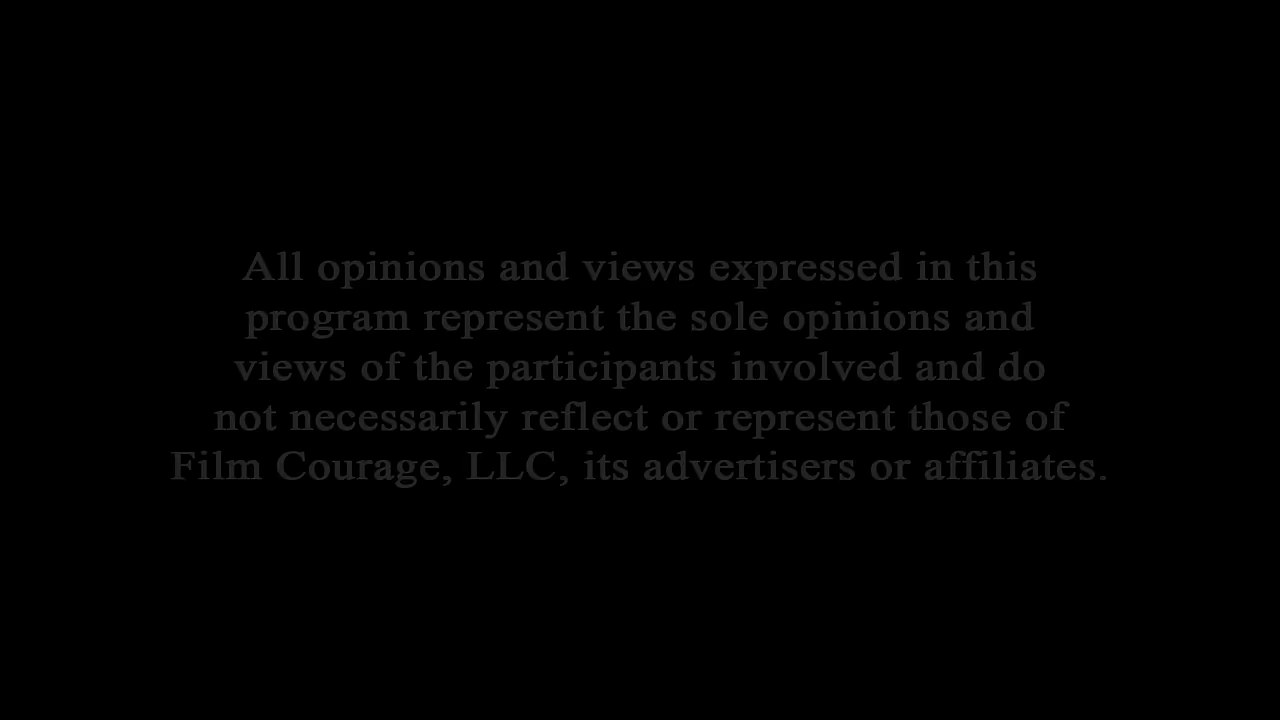 All opinions and views expressed in this
program represent the sole opinions and
views of the participants involved and do
not necessarily reflect or represent those of
Film Courage, LLC, its advertisers or affiliates.